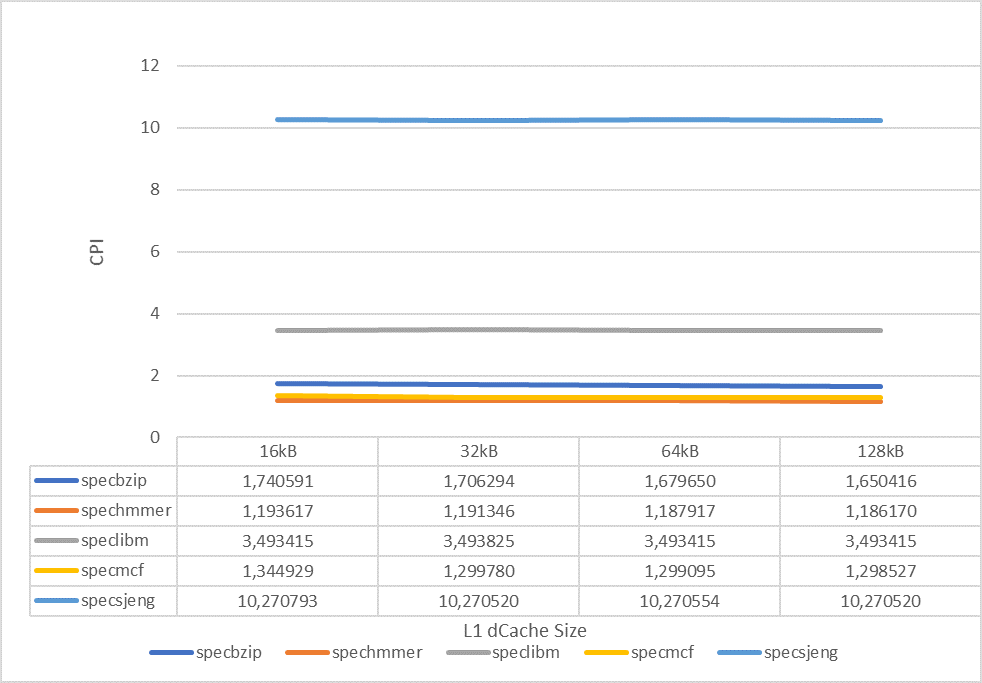 12
10
8
6
4
2
0
CPI
16kB 32kB 64kB 128kB
specbzip 1,740591 1,706294 1,679650 1,650416
spechmmer 1,193617 1,191346 1,187917 1,186170
speclibm 3,493415 3,493825 3,493415 3,493415
specmcf 1,344929 1,299780 1,299095 1,298527
specsjeng 10,270793 10,270520 10,270554 10,270520
L1 dCache Size
specbzip spechmmer speclibm specmcf specsjeng